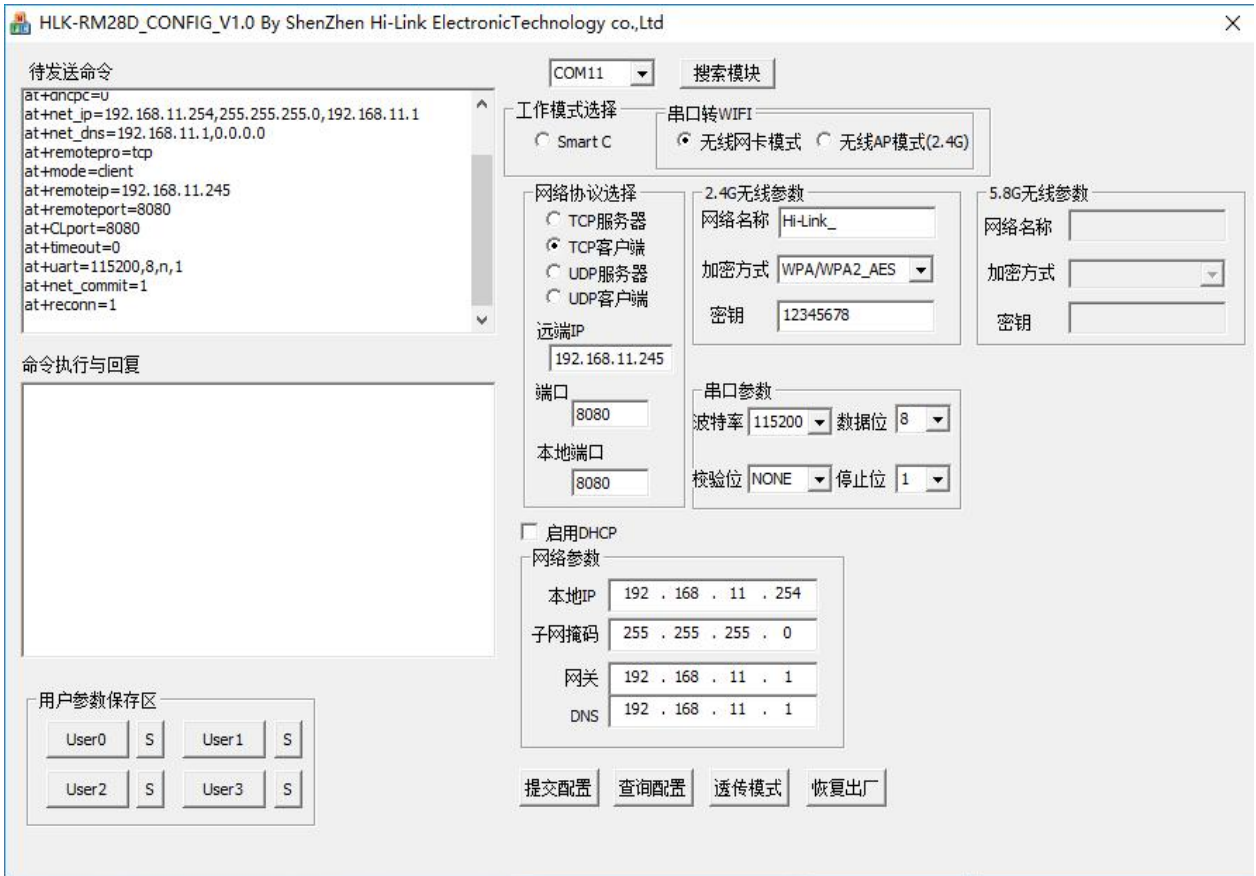 HLK-RM28D_CONFIG_V1.0 By ShenZhen Hi-Link ElectronicTechnology co.,Ltd
待发送命令
at+dhcpc=0
at+net_ip=192.168.11.254,255.255.255.0,192.168.11.1
at+net_dns=192.168.11.1,0.0.0.0
at+remotepro=tcp
at+mode=client
at+remoteip=192.168.11.245
at+remoteport=8080
at+CLport=8080
at+timeout=0
at+uart=115200,8,n,1
at+net_commit=1
at+reconn=1
命令执行与回复
用户参数保存区
User0 S User1 S
User2 S User3 S
COM11 搜索模块
工作模式选择
Smart C
串口转WIFI
无线网卡模式 无线AP模式(2.4G)
网络协议选择
TCP服务器
TCP客户端
UDP服务器
UDP客户端
远端IP
192.168.11.245
端口
8080
本地端口
8080
2.4G无线参数
网络名称 Hi-Link_
加密方式 WPA/WPA2_AES
密钥 12345678
5.8G无线参数
网络名称
加密方式
密钥
串口参数
波特率 115200 数据位 8
校验位 NONE 停止位 1
启用DHCP
网络参数
本地IP 192 . 168 . 11 . 254
子网掩码 255 . 255 . 255 . 0
网关 192 . 168 . 11 . 1
DNS 192 . 168 . 11 . 1
提交配置 查询配置 透传模式 恢复出厂